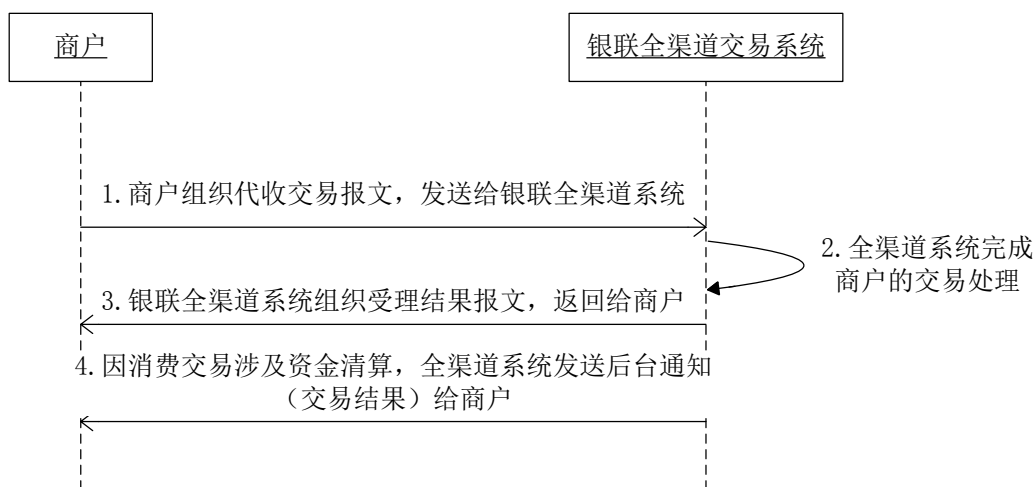 商户
银联全渠道交易系统
1.商户组织代收交易报文，发送给银联全渠道系统
2.全渠道系统完成
商户的交易处理
3.银联全渠道系统组织受理结果报文，返回给商户
4.因消费交易涉及资金清算，全渠道系统发送后台通知
（交易结果）给商户